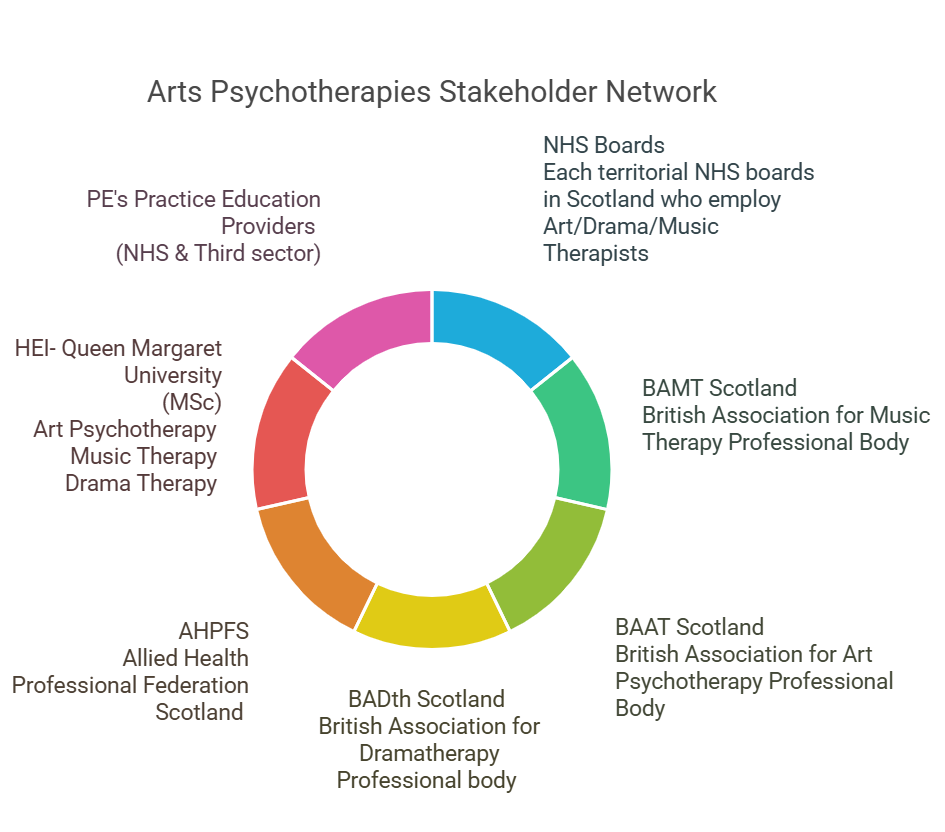 Arts Psychotherapies Stakeholder Network
NHS Boards
Each territorial NHS boards
in Scotland who employ
Art/Drama/Music
Therapists
BAMT Scotland
British Association for Music
Therapy Professional Body
BAAT Scotland
British Association for Art
Psychotherapy Professional
Body
BADth Scotland
British Association for
Dramatherapy
Professional body
AHPFS
Allied Health
Professional Federation
Scotland
HEI- Queen Margaret
University
(MSc)
Art Psychotherapy
Music Therapy
Drama Therapy
PE's Practice Education
Providers
(NHS & Third sector)